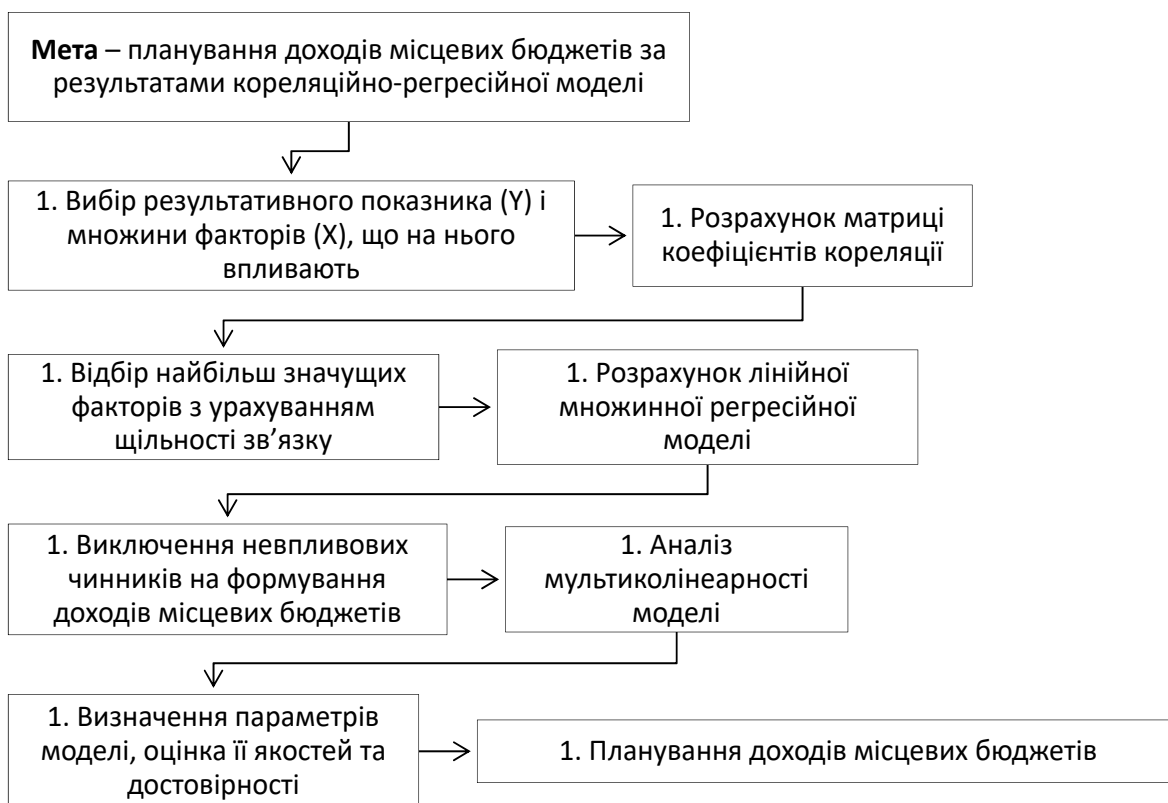 Мета – планування доходів місцевих бюджетів за
результатами кореляційно-регресійної моделі
1. Вибір результативного показника (Y) і
множини факторів (X), що на нього
впливають
1. Розрахунок матриці
коефіцієнтів кореляції
1. Відбір найбільш значущих
факторів з урахуванням
щільності зв’язку
1. Розрахунок лінійної
множинної регресійної
моделі
1. Виключення невпливових
чинників на формування
доходів місцевих бюджетів
1. Аналіз
мультиколінеарності
моделі
1. Визначення параметрів
моделі, оцінка її якостей та
достовірності
1. Планування доходів місцевих бюджетів